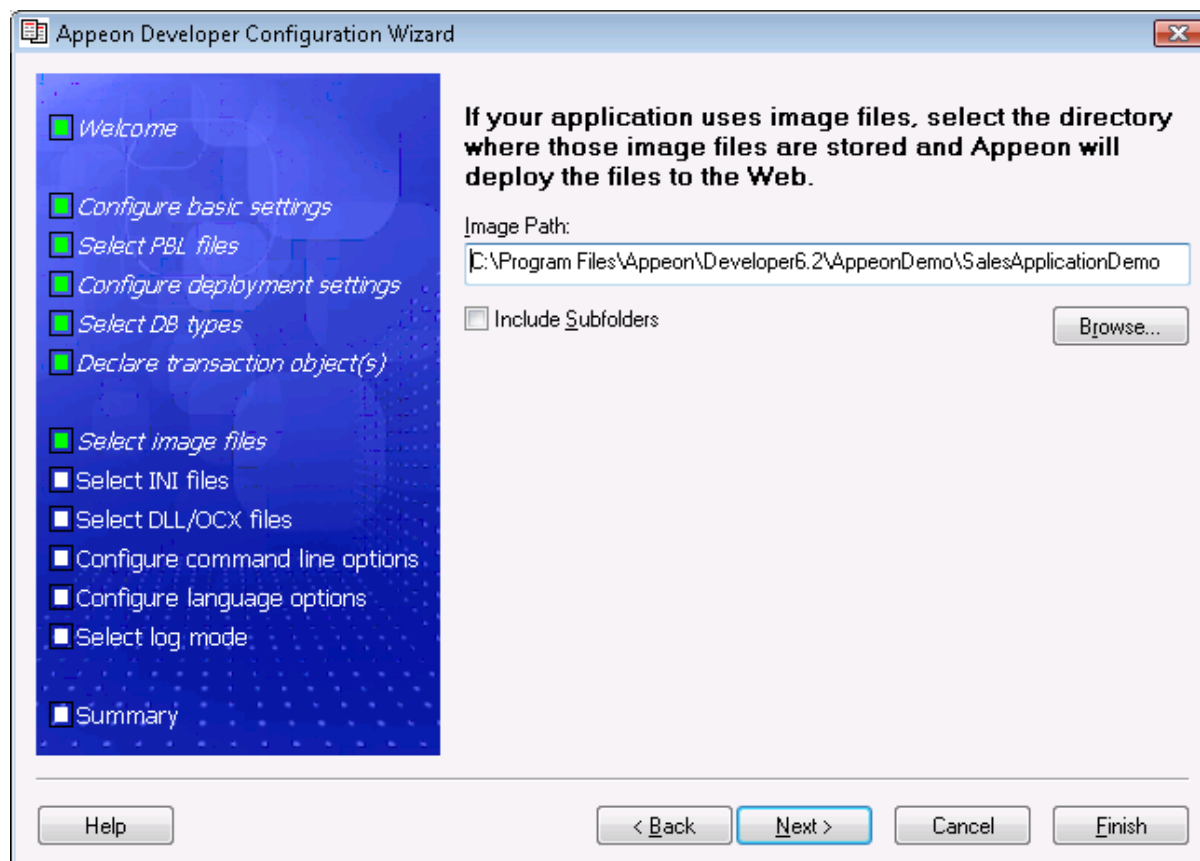 Appeon Developer Configuration Wizard
Welcome
Configure basic settings
Select PBL files
Configure deployment settings
Select DB types
Declare transaction object(s)
Select image files
Select INI files
Select DLL/OCX files
Configure command line options
Configure language options
Select log mode
Summary
If your application uses image files, select the directory
where those image files are stored and Appeon will
deploy the files to the Web.
Image Path:
C:\Program Files\Appeon\Developer6.2\AppeonDemo\SalesApplicationDemo
Include Subfolders
Browse...
Help
< Back
Next >
Cancel
Finish